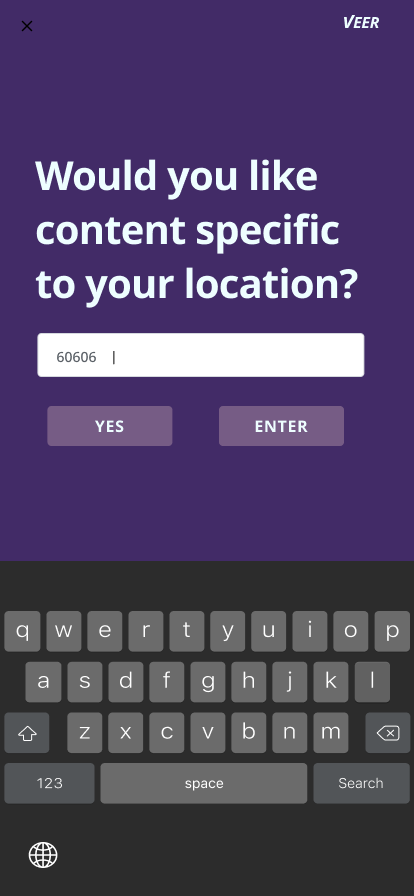 VEER
Would you like
content specific
to your location?
60606
YES ENTER
q w e r t y u i o p
a s d f g h j k l
z x c v b n m
123 space Search